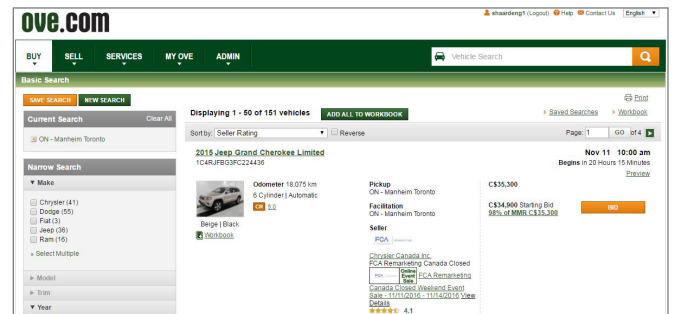 ove.com
shaardeng1 (Logout) Help Contact Us English
BUY SELL SERVICES MY OVE ADMIN
Vehicle Search
Basic Search
SAVE SEARCH NEW SEARCH
Print
Current Search Clear All
Displaying 1 - 50 of 151 vehicles ADD ALL TO WORKBOOK
Saved Searches Workbook
ON - Manheim Toronto
Sort by: Seller Rating Reverse
Page: 1 GO of 4
2015 Jeep Grand Cherokee Limited
Nov 11 10:00 am
1C4RJFBG3FC224436
Begins in 20 Hours 15 Minutes
Preview
Narrow Search
Make
Chrysler (41)
Dodge (55)
Fiat (3)
Jeep (36)
Ram (16)
Select Multiple
Model
Trim
Year
Odometer 18,075 km
6 Cylinder | Automatic
CR 5.0
Beige | Black
Workbook
Pickup
ON - Manheim Toronto
Facilitation
ON - Manheim Toronto
Seller
FCA
Chrysler Canada Inc.
FCA Remarketing Canada Closed
FCA Online Event Sale FCA Remarketing
Canada Closed Weekend Event
Sale - 11/11/2016 - 11/14/2016 View
Details
4.1
C$35,300
C$34,900 Starting Bid
98% of MMR C$35,300
BID